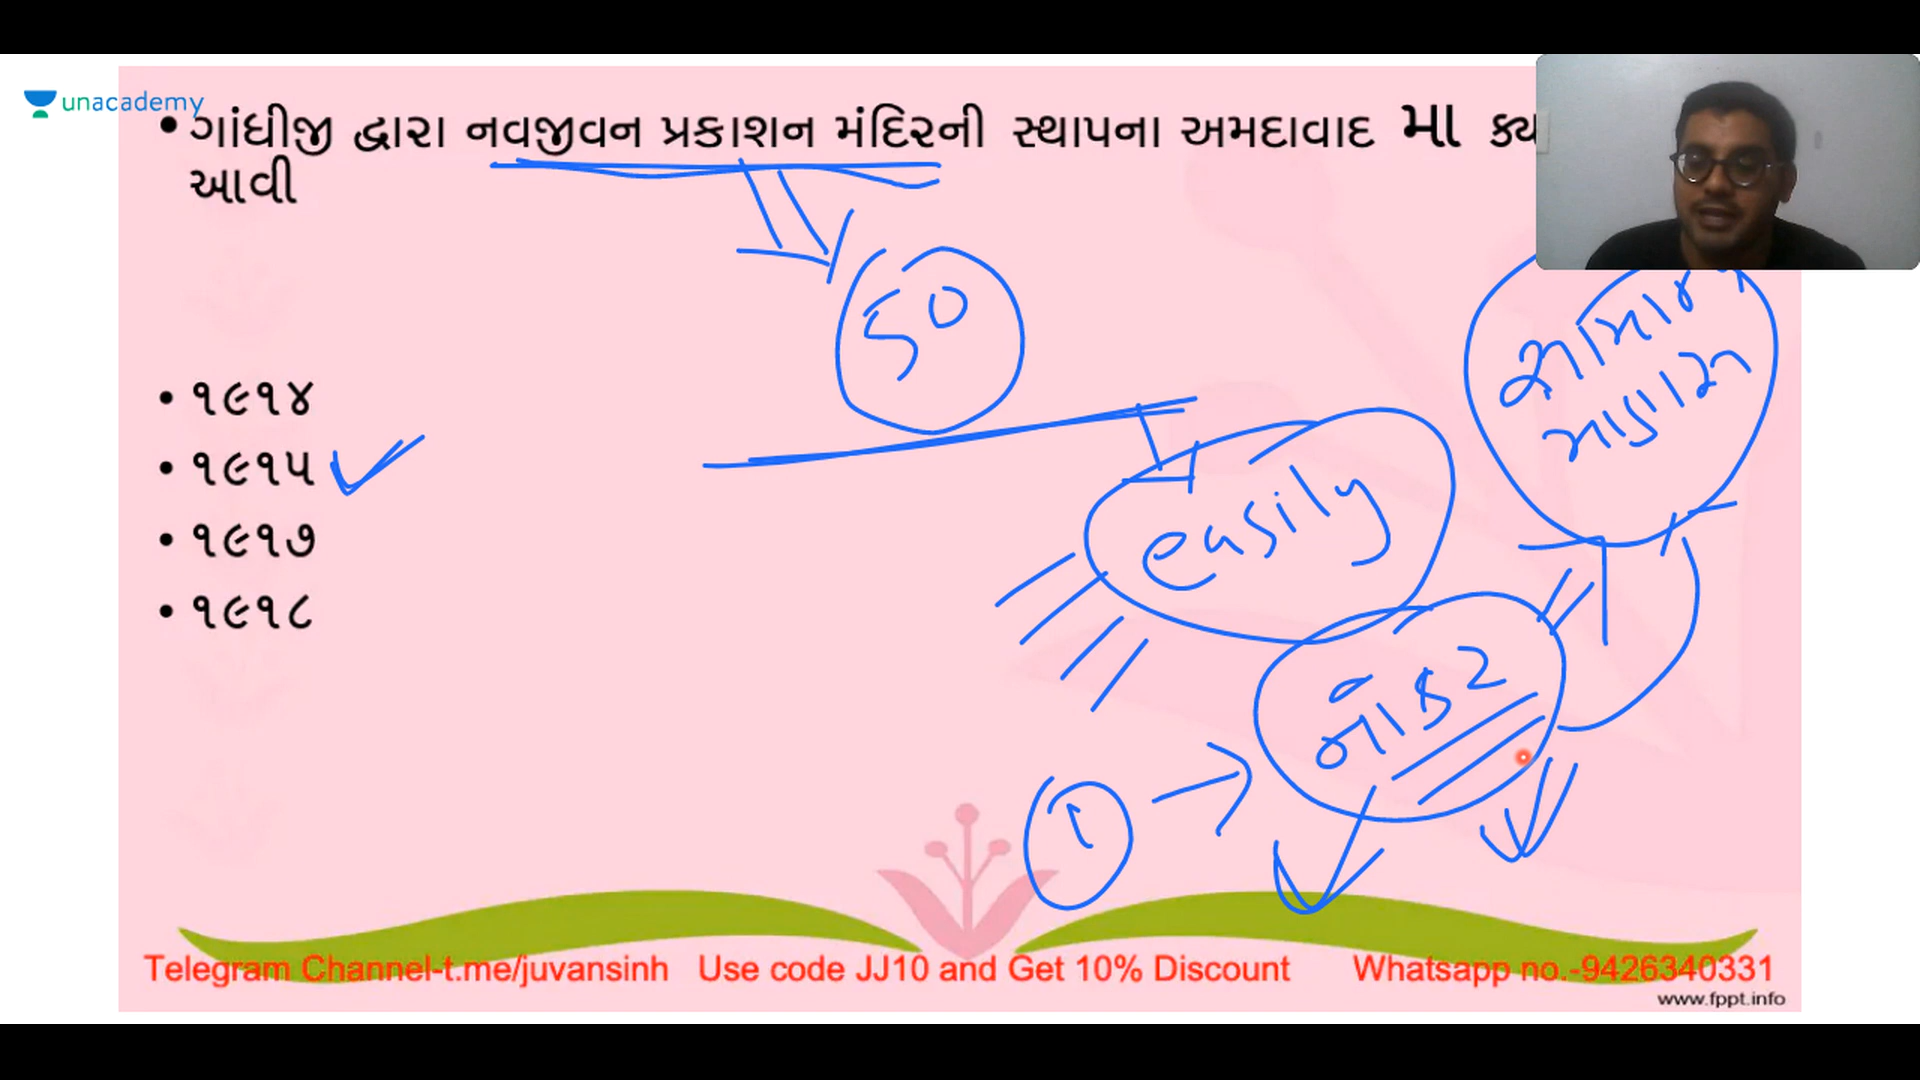 unacademy
• ગાંધીજી દ્વારા નવજીવન પ્રકાશન મંદિરની સ્થાપના અમદાવાદ મા
આવી
50
• ૧૯૧૪
• ૧૯૧૫
• ૧૯૧૭
• ૧૯૧૮
easily
Telegram Channel-t.me/juvansinh Use code JJ10 and Get 10% Discount Whatsapp no.-9426340331
www.fppt.info